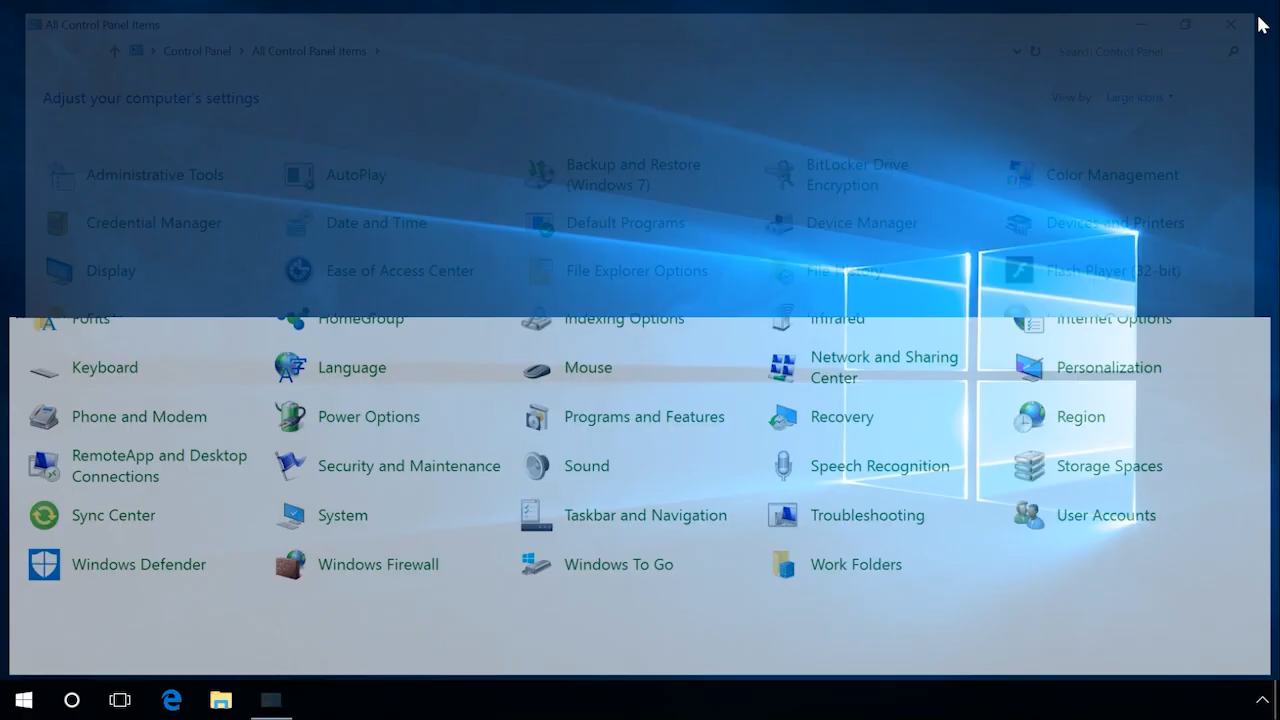 All Control Panel Items
Control Panel All Control Panel Items
Search Control Panel
Adjust your computer's settings
View by: Large icons
Administrative Tools
AutoPlay
Backup and Restore
(Windows 7)
BitLocker Drive
Encryption
Color Management
Credential Manager
Date and Time
Default Programs
Device Manager
Devices and Printers
Display
Ease of Access Center
File Explorer Options
File History
Flash Player (32-bit)
Fonts
HomeGroup
Indexing Options
Infrared
Internet Options
Keyboard
Language
Mouse
Network and Sharing
Center
Personalization
Phone and Modem
Power Options
Programs and Features
Recovery
Region
RemoteApp and Desktop
Connections
Security and Maintenance
Sound
Speech Recognition
Storage Spaces
Sync Center
System
Taskbar and Navigation
Troubleshooting
User Accounts
Windows Defender
Windows Firewall
Windows To Go
Work Folders